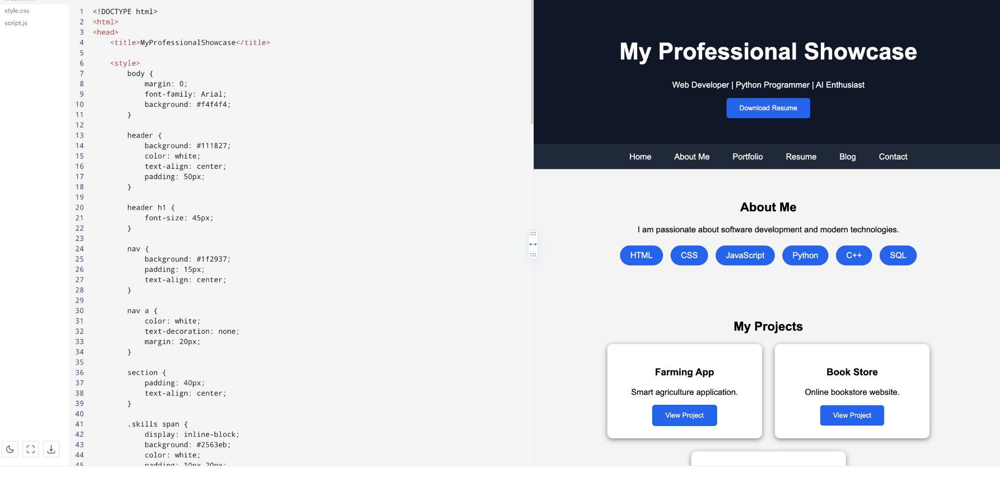 style.css
script.js
1 <!DOCTYPE html>
2 <html>
3 <head>
4 <title>MyProfessionalShowcase</title>
5
6 <style>
7 body {
8 margin: 0;
9 font-family: Arial;
10 background: #f4f4f4;
11 }
12
13 header {
14 background: #111827;
15 color: white;
16 text-align: center;
17 padding: 50px;
18 }
19
20 header h1 {
21 font-size: 45px;
22 }
23
24 nav {
25 background: #1f2937;
26 padding: 15px;
27 text-align: center;
28 }
29
30 nav a {
31 color: white;
32 text-decoration: none;
33 margin: 20px;
34 }
35
36 section {
37 padding: 40px;
38 text-align: center;
39 }
40
41 .skills span {
42 display: inline-block;
43 background: #2563eb;
44 color: white;
45 padding: 10px 20px;
My Professional Showcase
Web Developer | Python Programmer | AI Enthusiast
Download Resume
Home About Me Portfolio Resume Blog Contact
About Me
I am passionate about software development and modern technologies.
HTML CSS JavaScript Python C++ SQL
My Projects
Farming App
Smart agriculture application.
View Project
Book Store
Online bookstore website.
View Project